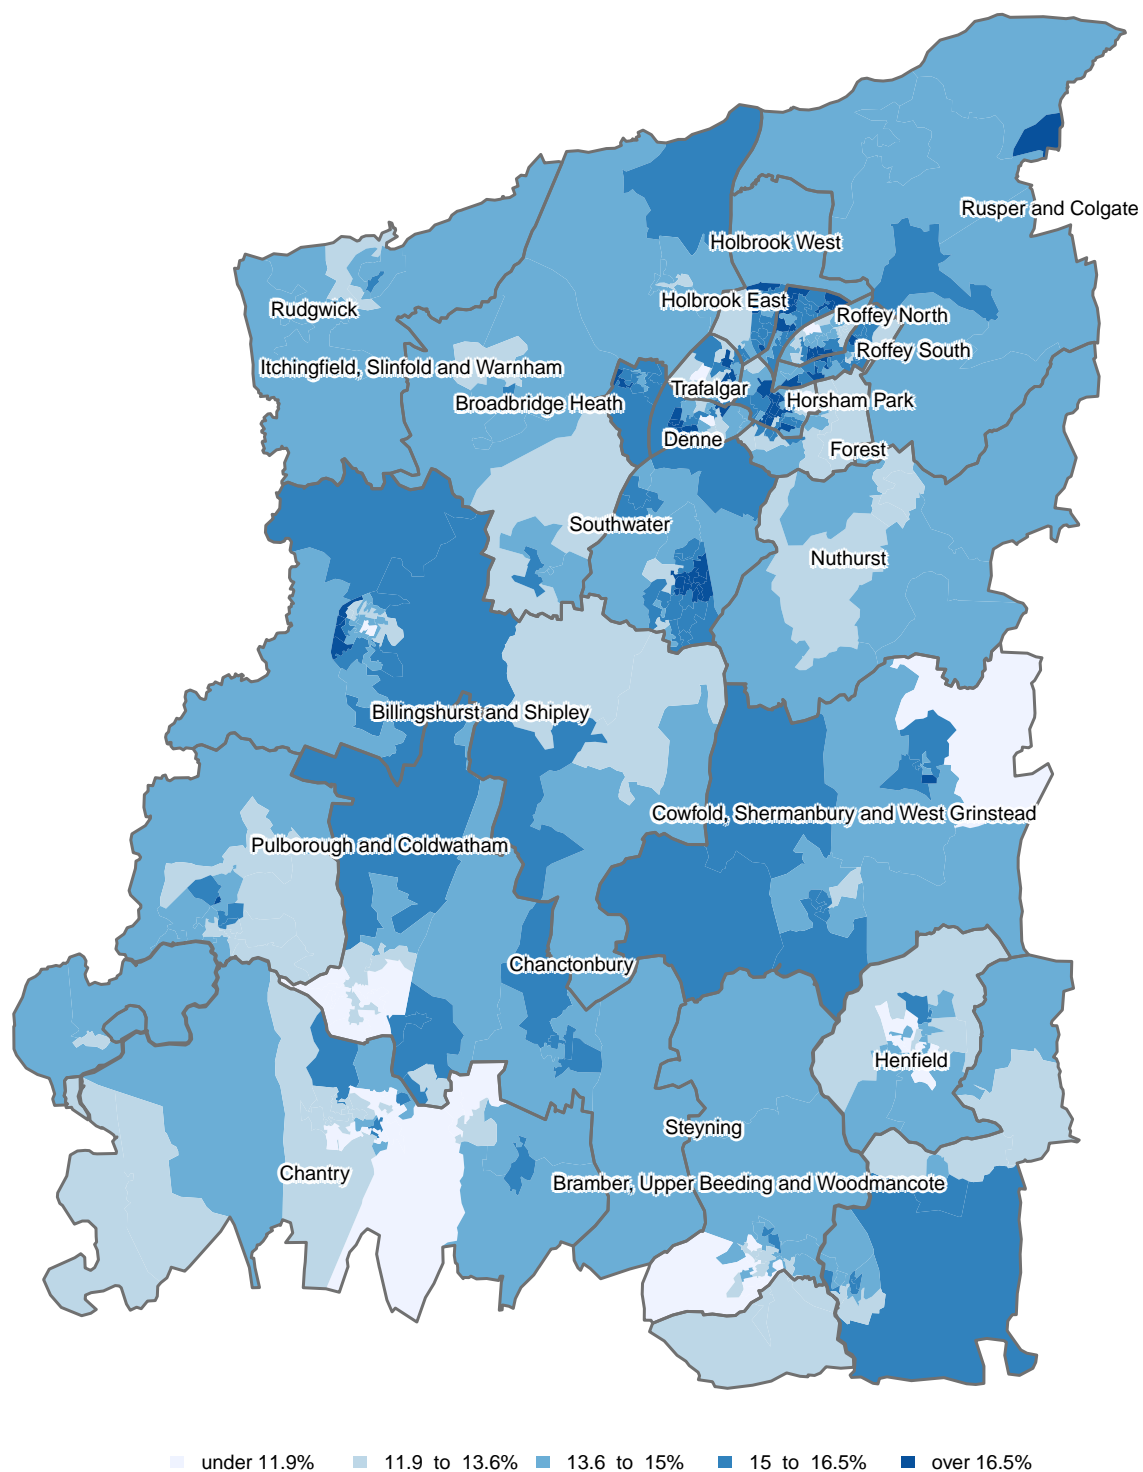 Rusper and Colgate
Holbrook West
Holbrook East
Rudgwick
Roffey North
Roffey South
Itchingfield, Slinfold and Warnham
Trafalgar
Broadbridge Heath
Horsham Park
Denne
Forest
Southwater
Nuthurst
Billingshurst and Shipley
Cowfold, Shermanbury and West Grinstead
Pulborough and Coldwatham
Chanctonbury
Henfield
Steyning
Chantry
Bramber, Upper Beeding and Woodmancote
under 11.9% 11.9 to 13.6% 13.6 to 15% 15 to 16.5% over 16.5%